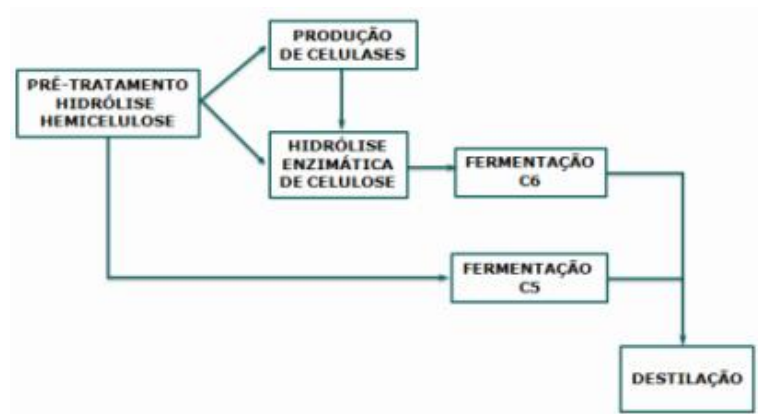 PRODUÇÃO
DE CELULASES
PRÉ-TRATAMENTO
HIDRÓLISE
HEMICELULOSE
HIDRÓLISE
ENZIMÁTICA
DE CELULOSE
FERMENTAÇÃO
C6
FERMENTAÇÃO
C5
DESTILAÇÃO